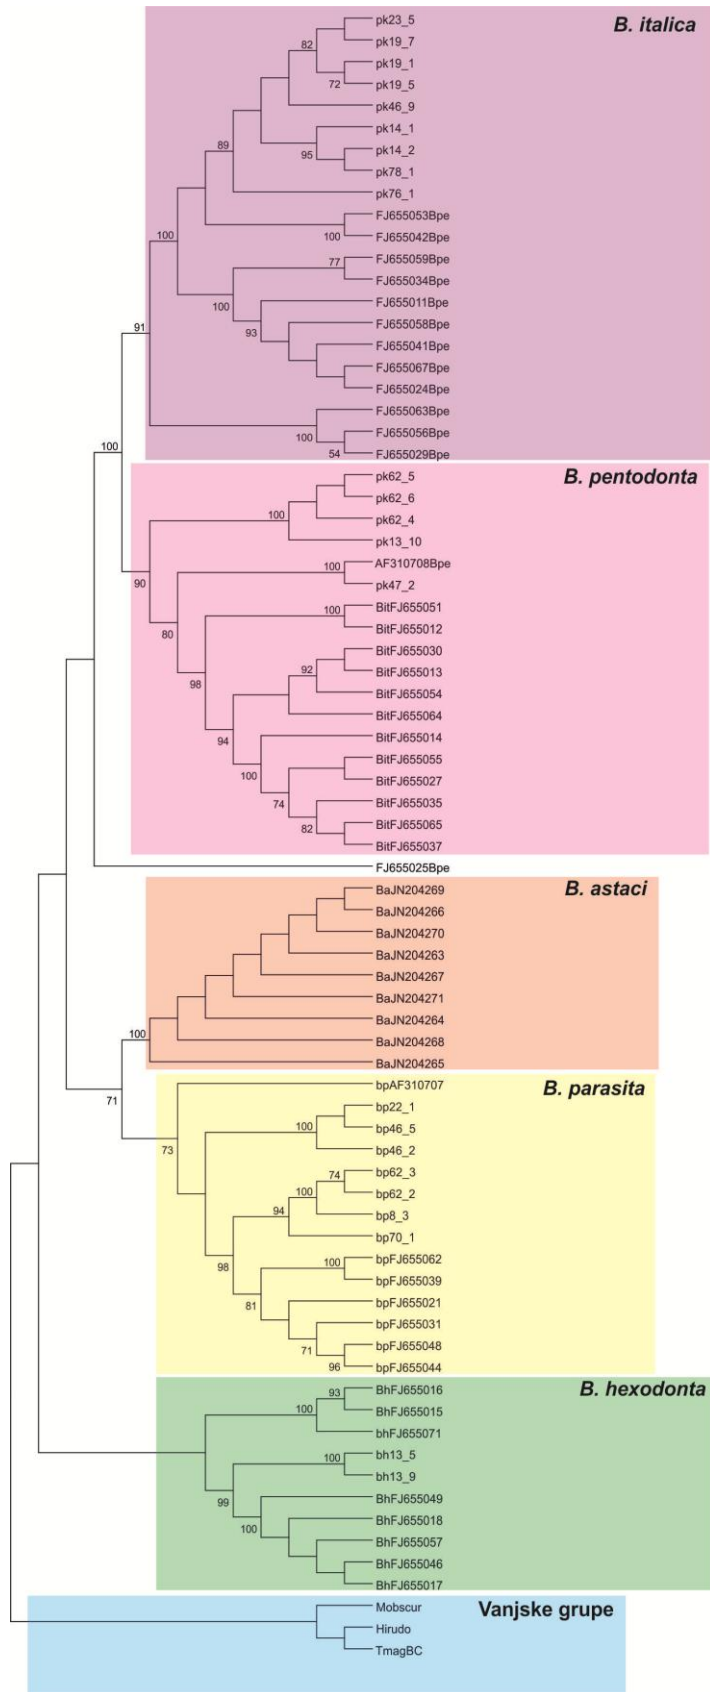 B. italica
pk23_5
pk19_7
82
pk19_1
72
pk19_5
pk46_9
pk14_1
89
95
pk14_2
pk78_1
pk76_1
FJ655053Bpe
100
100
FJ655042Bpe
77
FJ655059Bpe
FJ655034Bpe
100
FJ655011Bpe
91
93
FJ655058Bpe
FJ655041Bpe
FJ655067Bpe
FJ655024Bpe
FJ655063Bpe
100
FJ655056Bpe
100
54
FJ655029Bpe
B. pentodonta
pk62_5
pk62_6
100
pk62_4
pk13_10
100
AF310708Bpe
90
pk47_2
100
BitFJ655051
80
BitFJ655012
BitFJ655030
92
98
BitFJ655013
BitFJ655054
BitFJ655064
94
BitFJ655014
100
BitFJ655055
BitFJ655027
74
BitFJ655035
82
BitFJ655065
BitFJ655037
FJ655025Bpe
B. astaci
BaJN204269
BaJN204266
BaJN204270
BaJN204263
BaJN204267
BaJN204271
BaJN204264
100
BaJN204268
BaJN204265
B. parasita
bpAF310707
71
bp22_1
100
bp46_5
73
bp46_2
74
bp62_3
100
bp62_2
94
bp8_3
bp70_1
98
100
bpFJ655062
bpFJ655039
81
bpFJ655021
bpFJ655031
71
bpFJ655048
96
bpFJ655044
B. hexodonta
93
BhFJ655016
100
BhFJ655015
bhFJ655071
100
bh13_5
bh13_9
99
BhFJ655049
100
BhFJ655018
BhFJ655057
BhFJ655046
BhFJ655017
Vanjske grupe
Mobscur
Hirudo
TmagBC